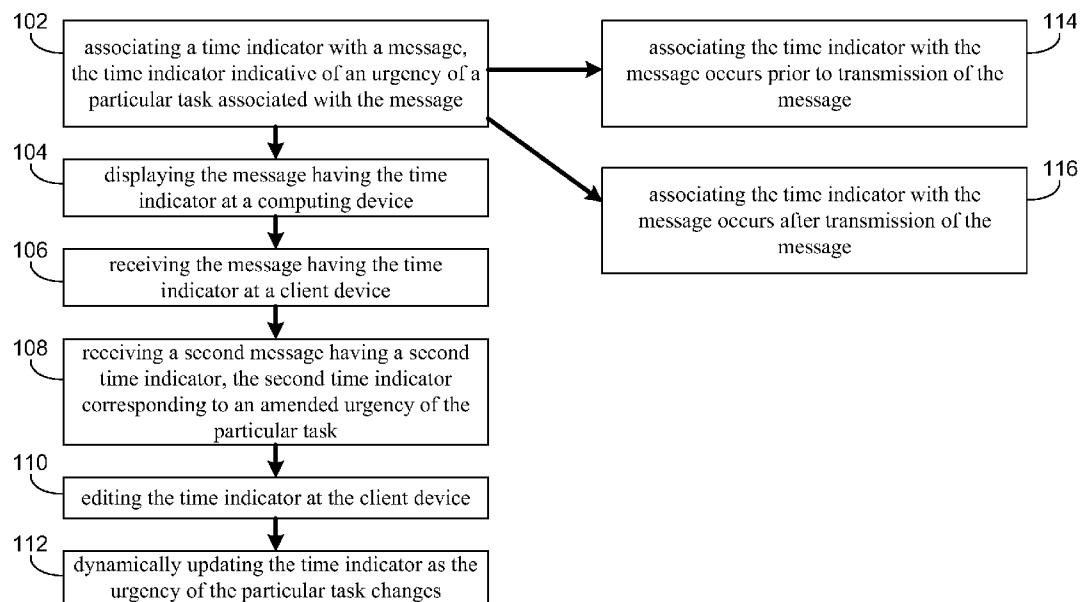 102
associating a time indicator with a message,
the time indicator indicative of an urgency of a
particular task associated with the message
114
associating the time indicator with the
message occurs prior to transmission of the
message
104
displaying the message having the time
indicator at a computing device
116
associating the time indicator with the
message occurs after transmission of the
message
106
receiving the message having the time
indicator at a client device
108
receiving a second message having a second
time indicator, the second time indicator
corresponding to an amended urgency of the
particular task
110
editing the time indicator at the client device
112
dynamically updating the time indicator as the
urgency of the particular task changes